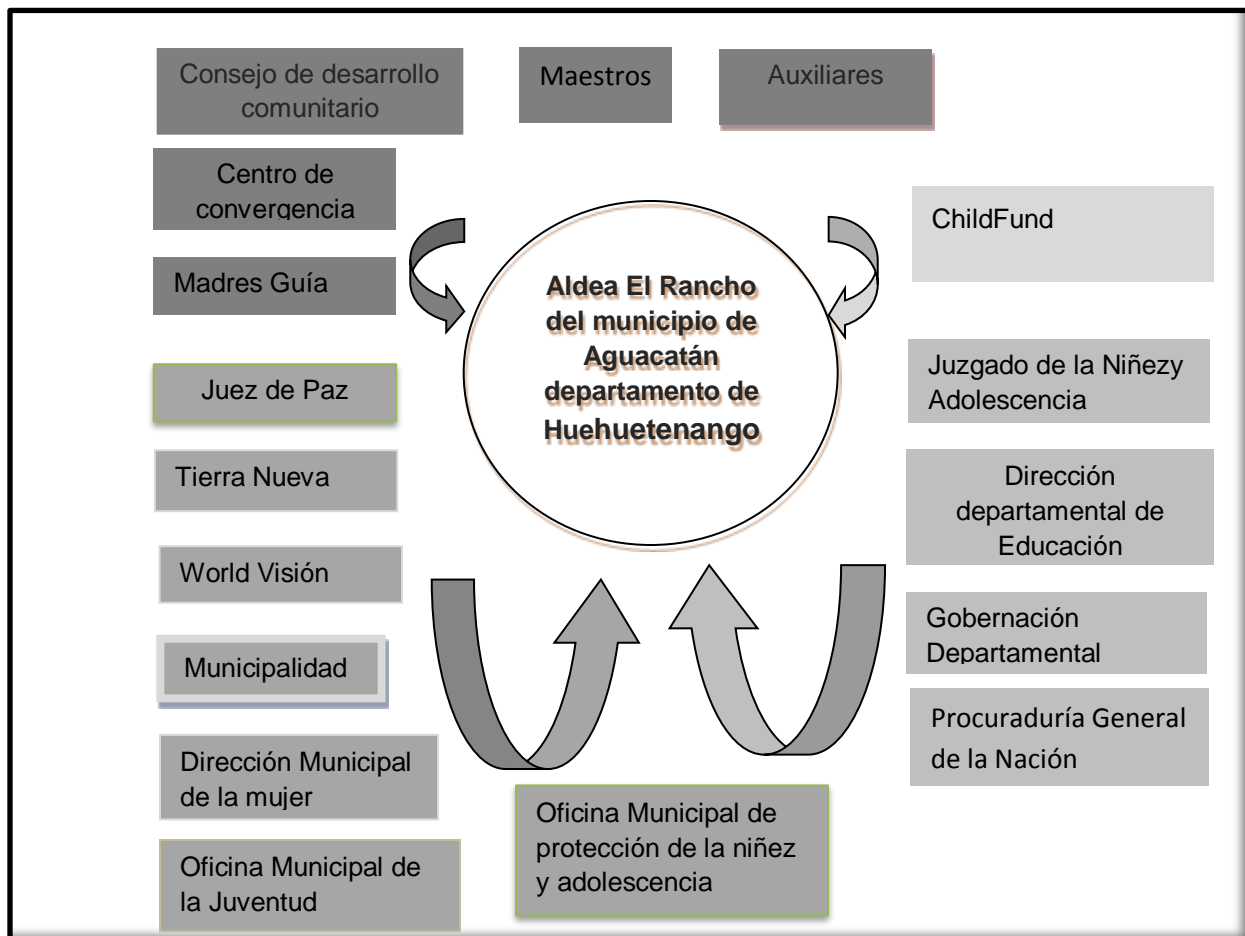 Consejo de desarrollo
comunitario
Maestros
Auxiliares
Centro de
convergencia
Madres Guía
Juez de Paz
Tierra Nueva
World Visión
Municipalidad
Dirección Municipal
de la mujer
Oficina Municipal de
la Juventud
Aldea El Rancho
del municipio de
Aguacatán
departamento de
Huehuetenango
Oficina Municipal de
protección de la niñez
y adolescencia
ChildFund
Juzgado de la Niñezy
Adolescencia
Dirección
departamental de
Educación
Gobernación
Departamental
Procuraduría General
de la Nación